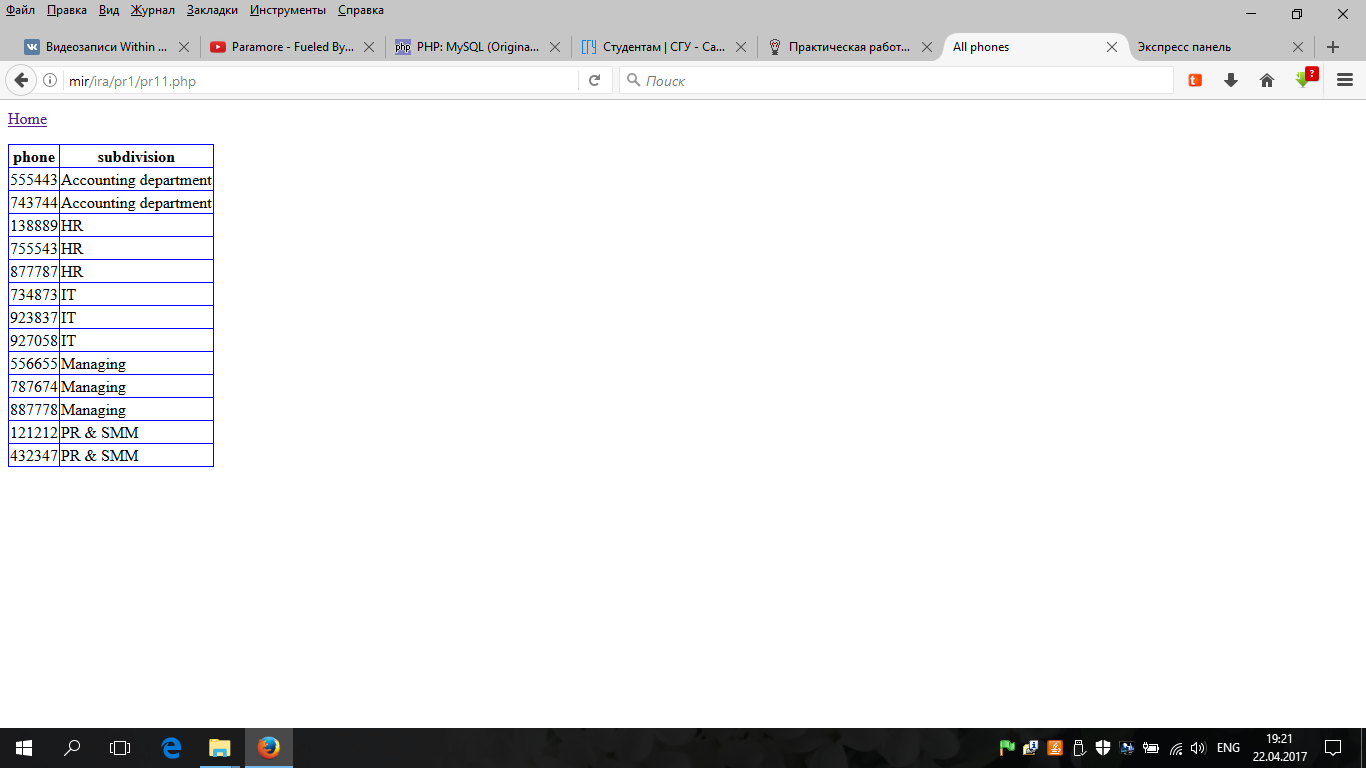 Файл Правка Вид Журнал Закладки Инструменты Справка
Видеозаписи Within ... Paramore - Fueled By... PHP: MySQL (Origina... Студентам | СГУ - Са... Практическая работ... All phones Экспресс панель
mir/ira/pr1/pr11.php Поиск
Home
phone subdivision
555443 Accounting department
743744 Accounting department
138889 HR
755543 HR
877787 HR
734873 IT
923837 IT
927058 IT
556655 Managing
787674 Managing
887778 Managing
121212 PR & SMM
432347 PR & SMM
ENG 19:21
22.04.2017